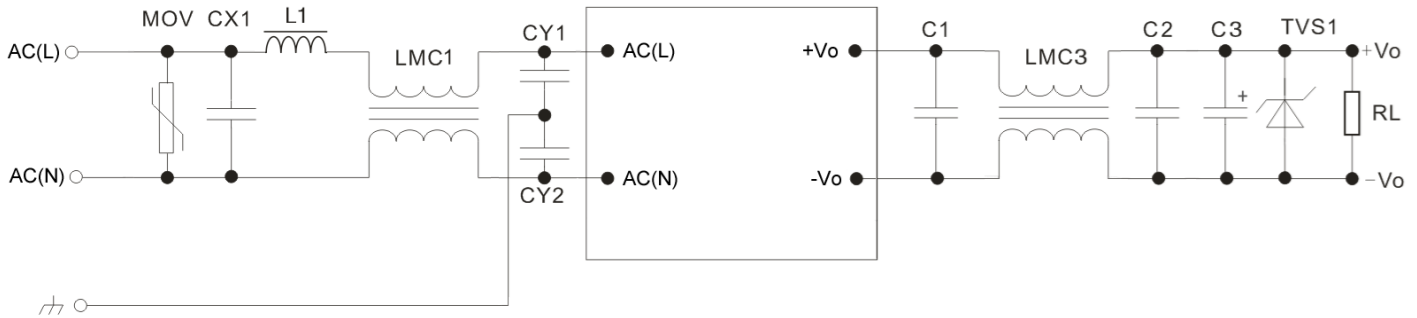 MOV CX1 L1
LMC1
CY1
C1
LMC3
C2 C3 TVS1
AC(L)
AC(L)
+Vo
+Vo
+
RL
AC(N)
CY2
AC(N)
-Vo
-Vo